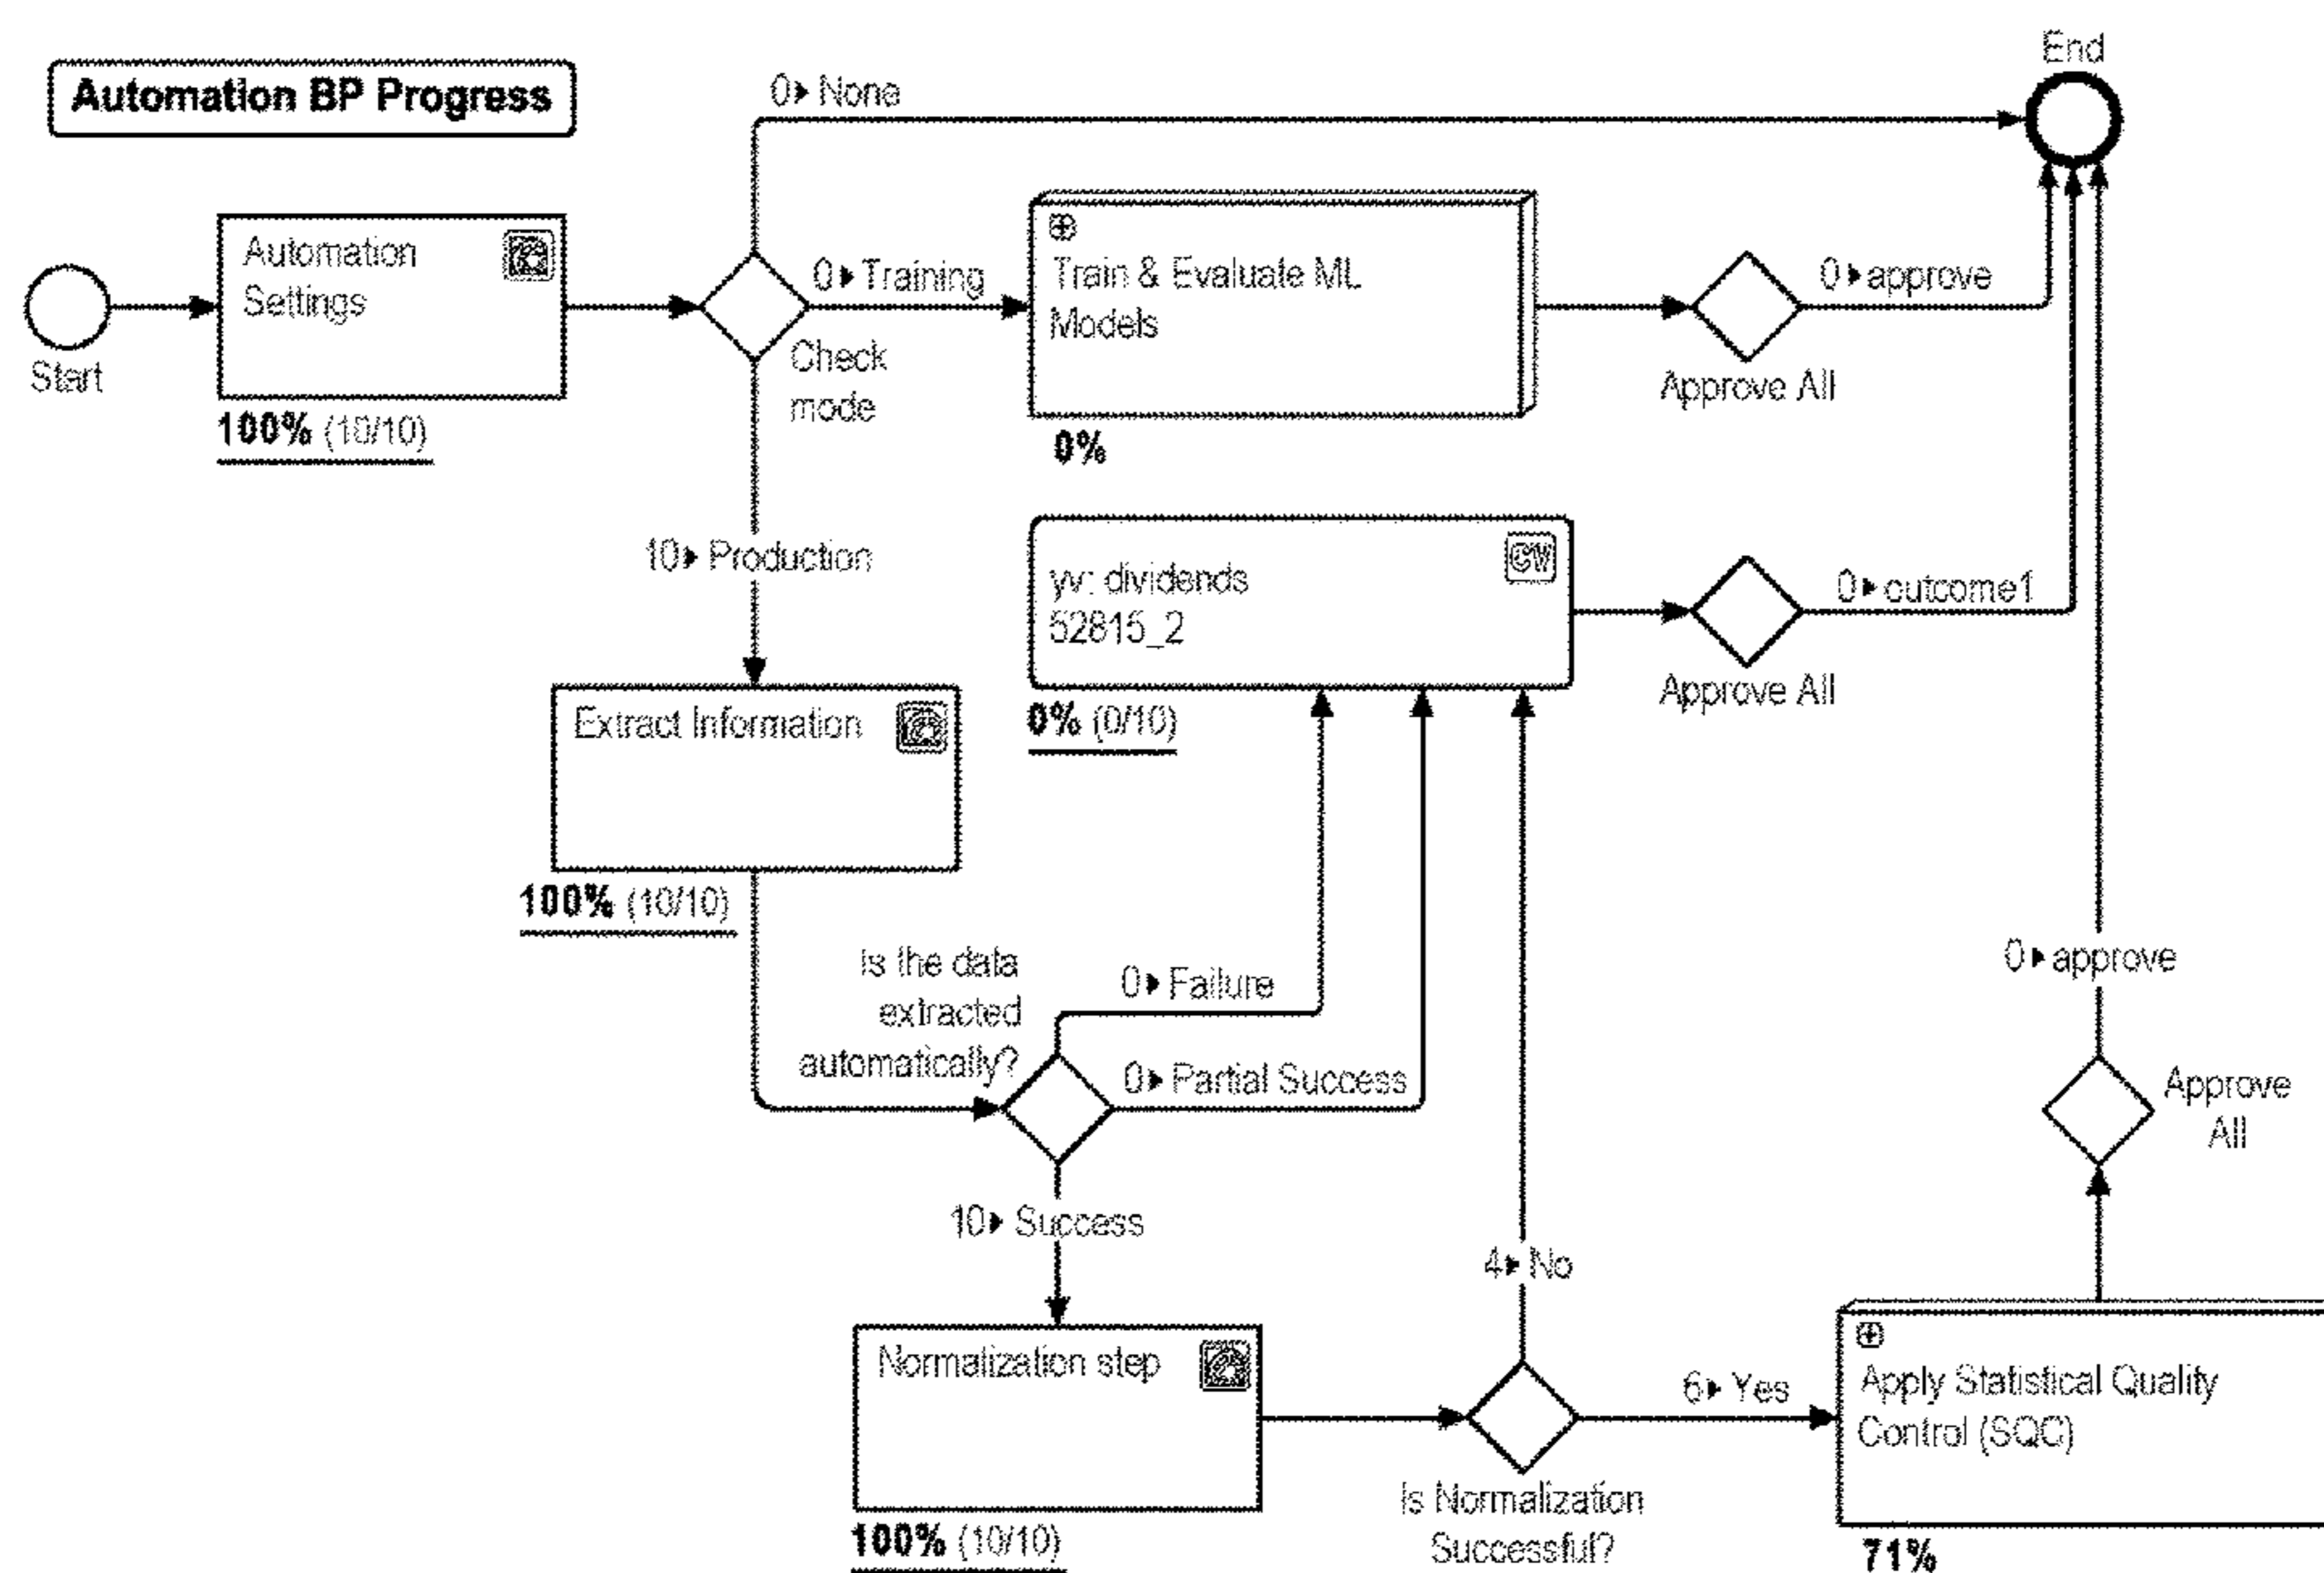 Automation BP Progress
Start
Automation
Settings
100% (10/10)
0▸ None
0▸ Training
Check
mode
10▸ Production
End
Train & Evaluate ML
Models
0%
Approve All
0▸ approve
yv: dividends
52815_2
CW
0% (0/10)
Approve All
0▸ outcome1
Extract Information
100% (10/10)
Is the data
extracted
automatically?
0▸ Failure
0▸ Partial Success
10▸ Success
Normalization step
100% (10/10)
4▸ No
6▸ Yes
Is Normalization
Successful?
Apply Statistical Quality
Control (SQC)
71%
Approve
All
0▸ approve